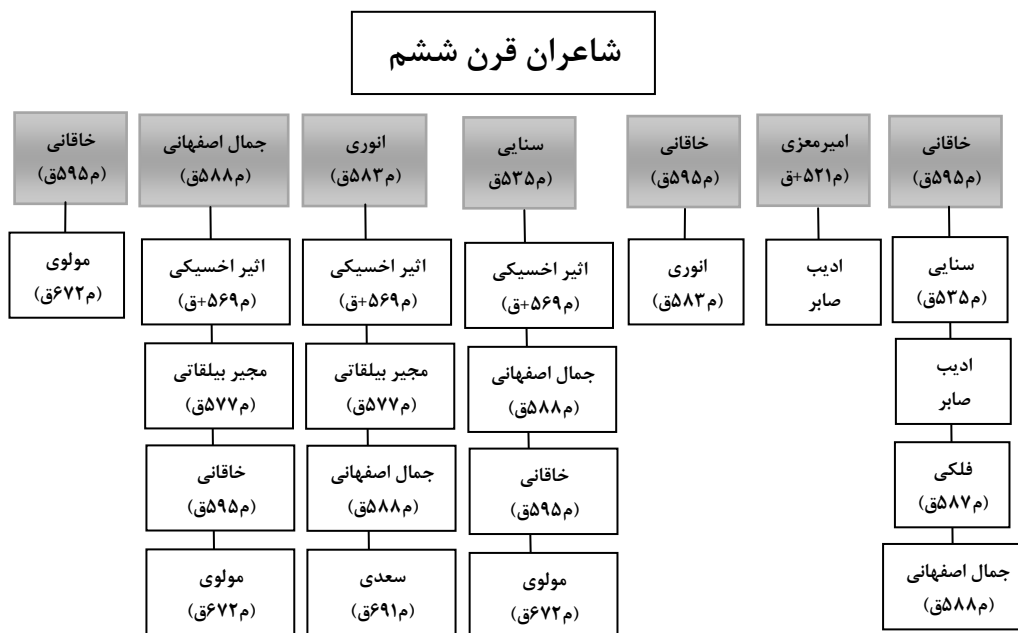 شاعران قرن ششم
خاقانی
(م۵۹۵ق)
سنایی
(م۵۳۵ق)
ادیب
صابر
فلکی
(م۵۸۷ق)
جمال اصفهانی
(م۵۸۸ق)
امیرمعزی
(م۵۲۱+ق
ادیب
صابر
خاقانی
(م۵۹۵ق)
انوری
(م۵۸۳ق)
سنایی
(م۵۳۵ق
اثیر اخسیکی
(م۵۶۹+ق)
جمال اصفهانی
(م۵۸۸ق)
خاقانی
(م۵۹۵ق)
مولوی
(م۶۷۲ق)
انوری
(م۵۸۳ق)
اثیر اخسیکی
(م۵۶۹+ق)
مجیر بیلقاتی
(م۵۷۷ق)
جمال اصفهانی
(م۵۸۸ق)
سعدی
(م۶۹۱ق)
جمال اصفهانی
(م۵۸۸ق)
اثیر اخسیکی
(م۵۶۹+ق)
مجیر بیلقاتی
(م۵۷۷ق)
خاقانی
(م۵۹۵ق)
مولوی
(م۶۷۲ق)
خاقانی
(م۵۹۵ق)
مولوی
(م۶۷۲ق)